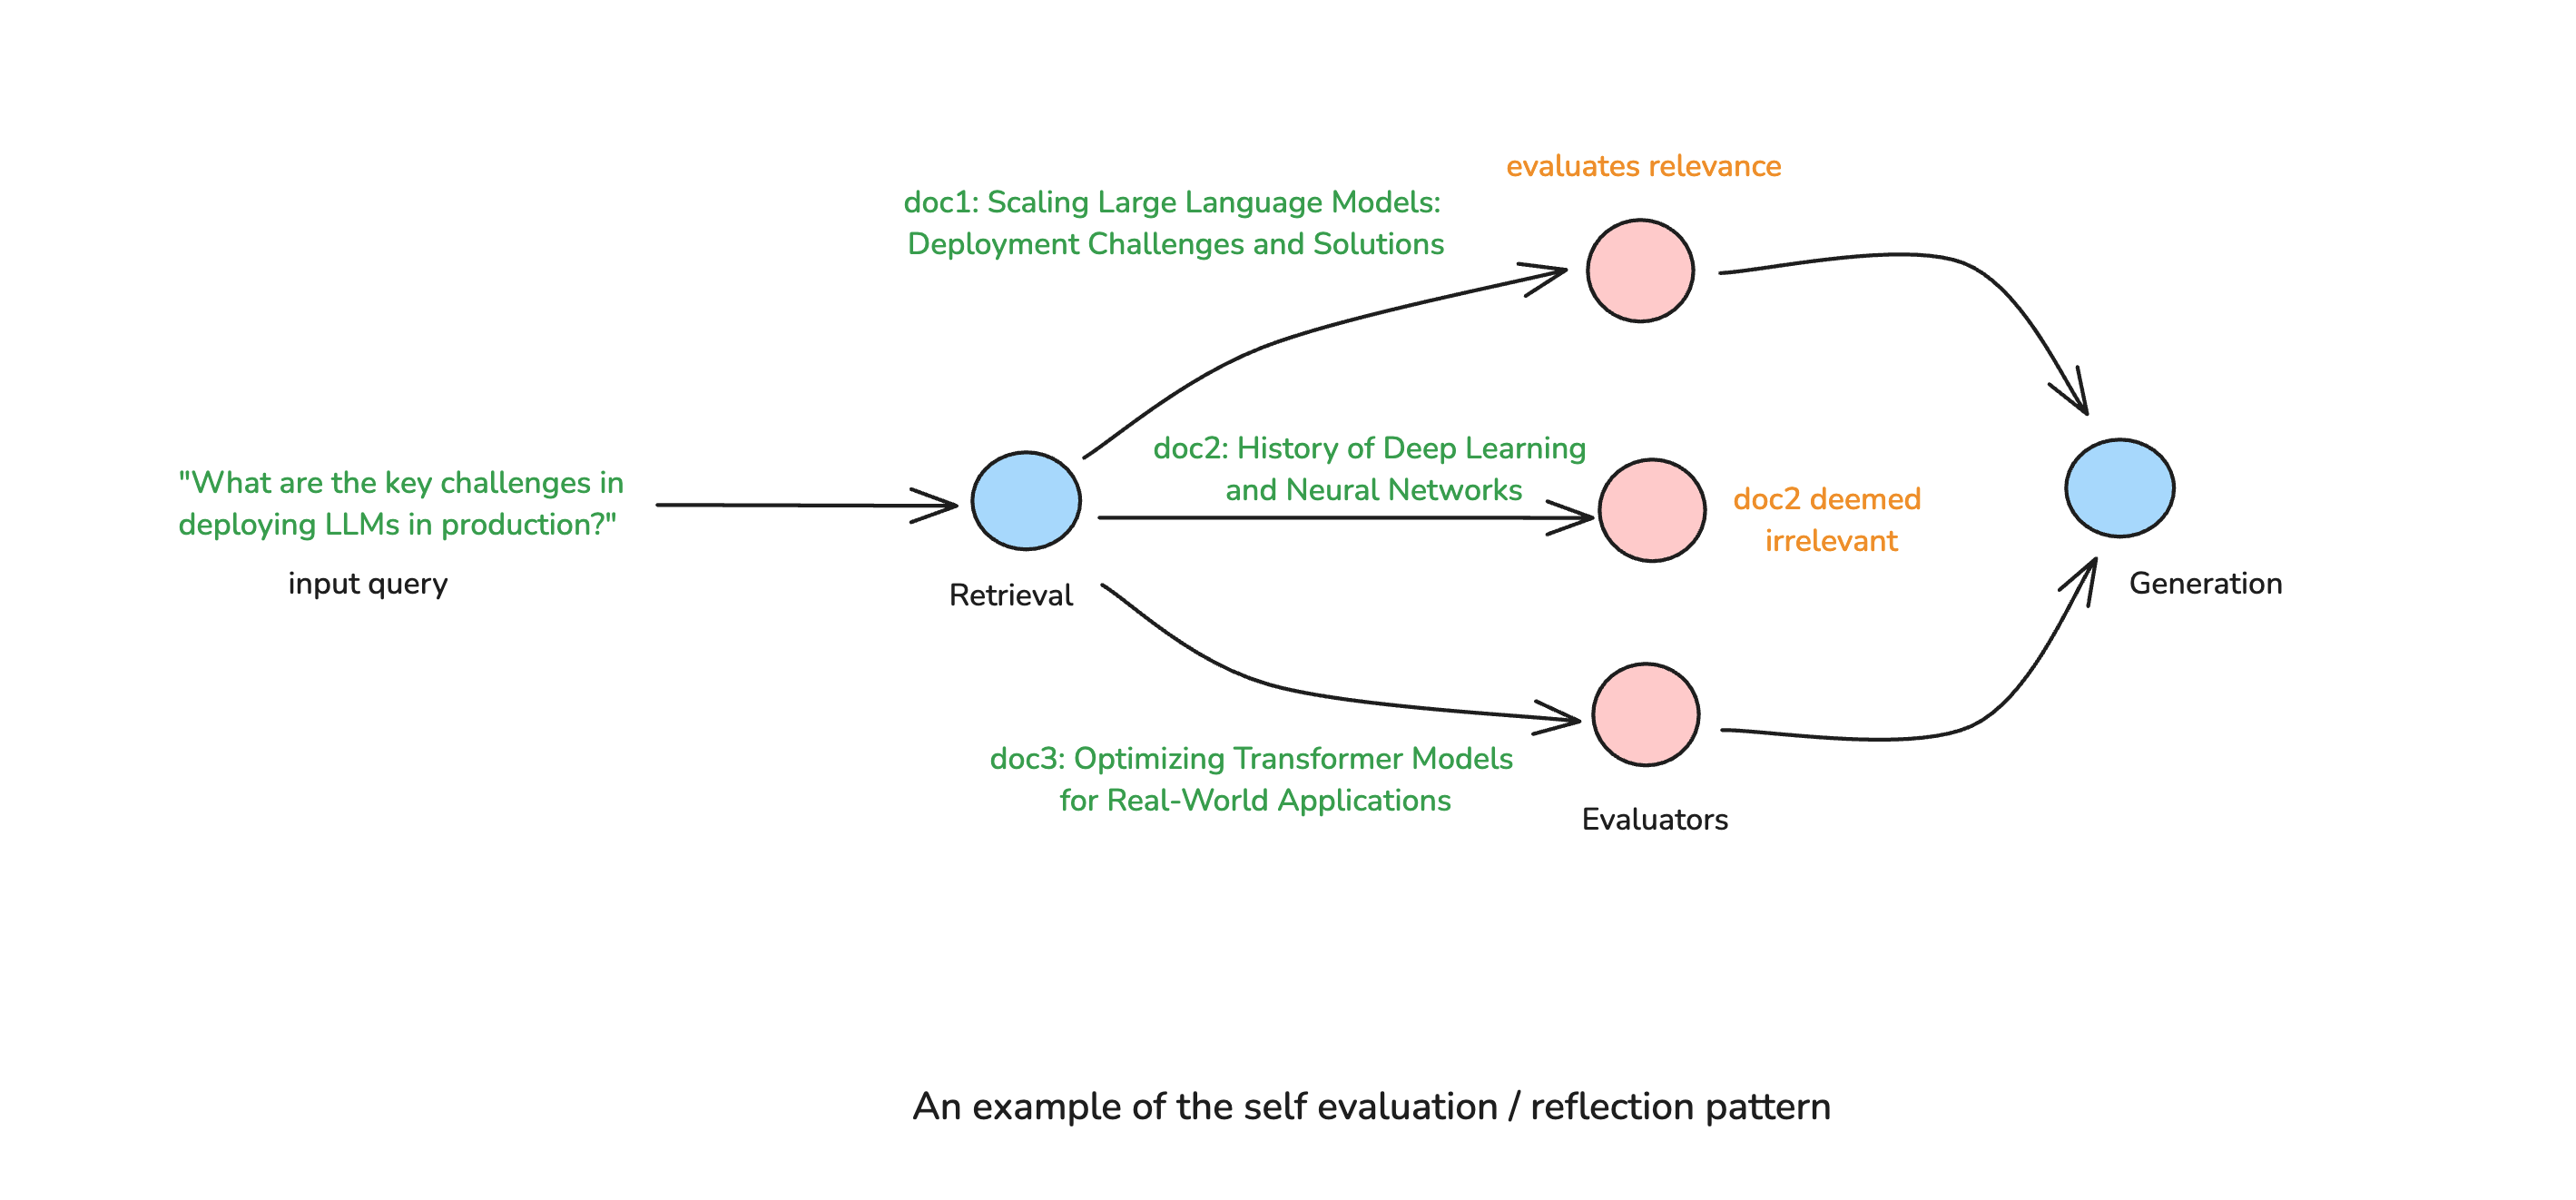 evaluates relevance
doc1: Scaling Large Language Models:
Deployment Challenges and Solutions
"What are the key challenges in
deploying LLMs in production?"
input query
Retrieval
doc2: History of Deep Learning
and Neural Networks
doc2 deemed
irrelevant
Generation
doc3: Optimizing Transformer Models
for Real-World Applications
Evaluators
An example of the self evaluation / reflection pattern